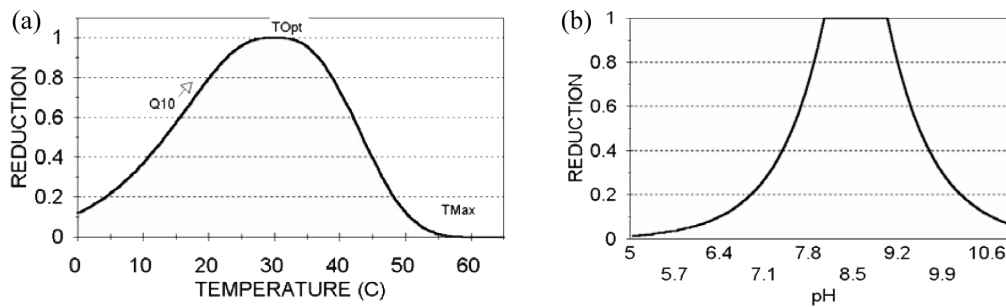 (a)
REDUCTION
1
0.8
0.6
0.4
0.2
0
TOpt
Q10
TMax
0 10 20 30 40 50 60
TEMPERATURE (C)
(b)
REDUCTION
1
0.8
0.6
0.4
0.2
0
5 6.4 7.8 9.2 10.6
5.7 7.1 8.5 9.9
pH